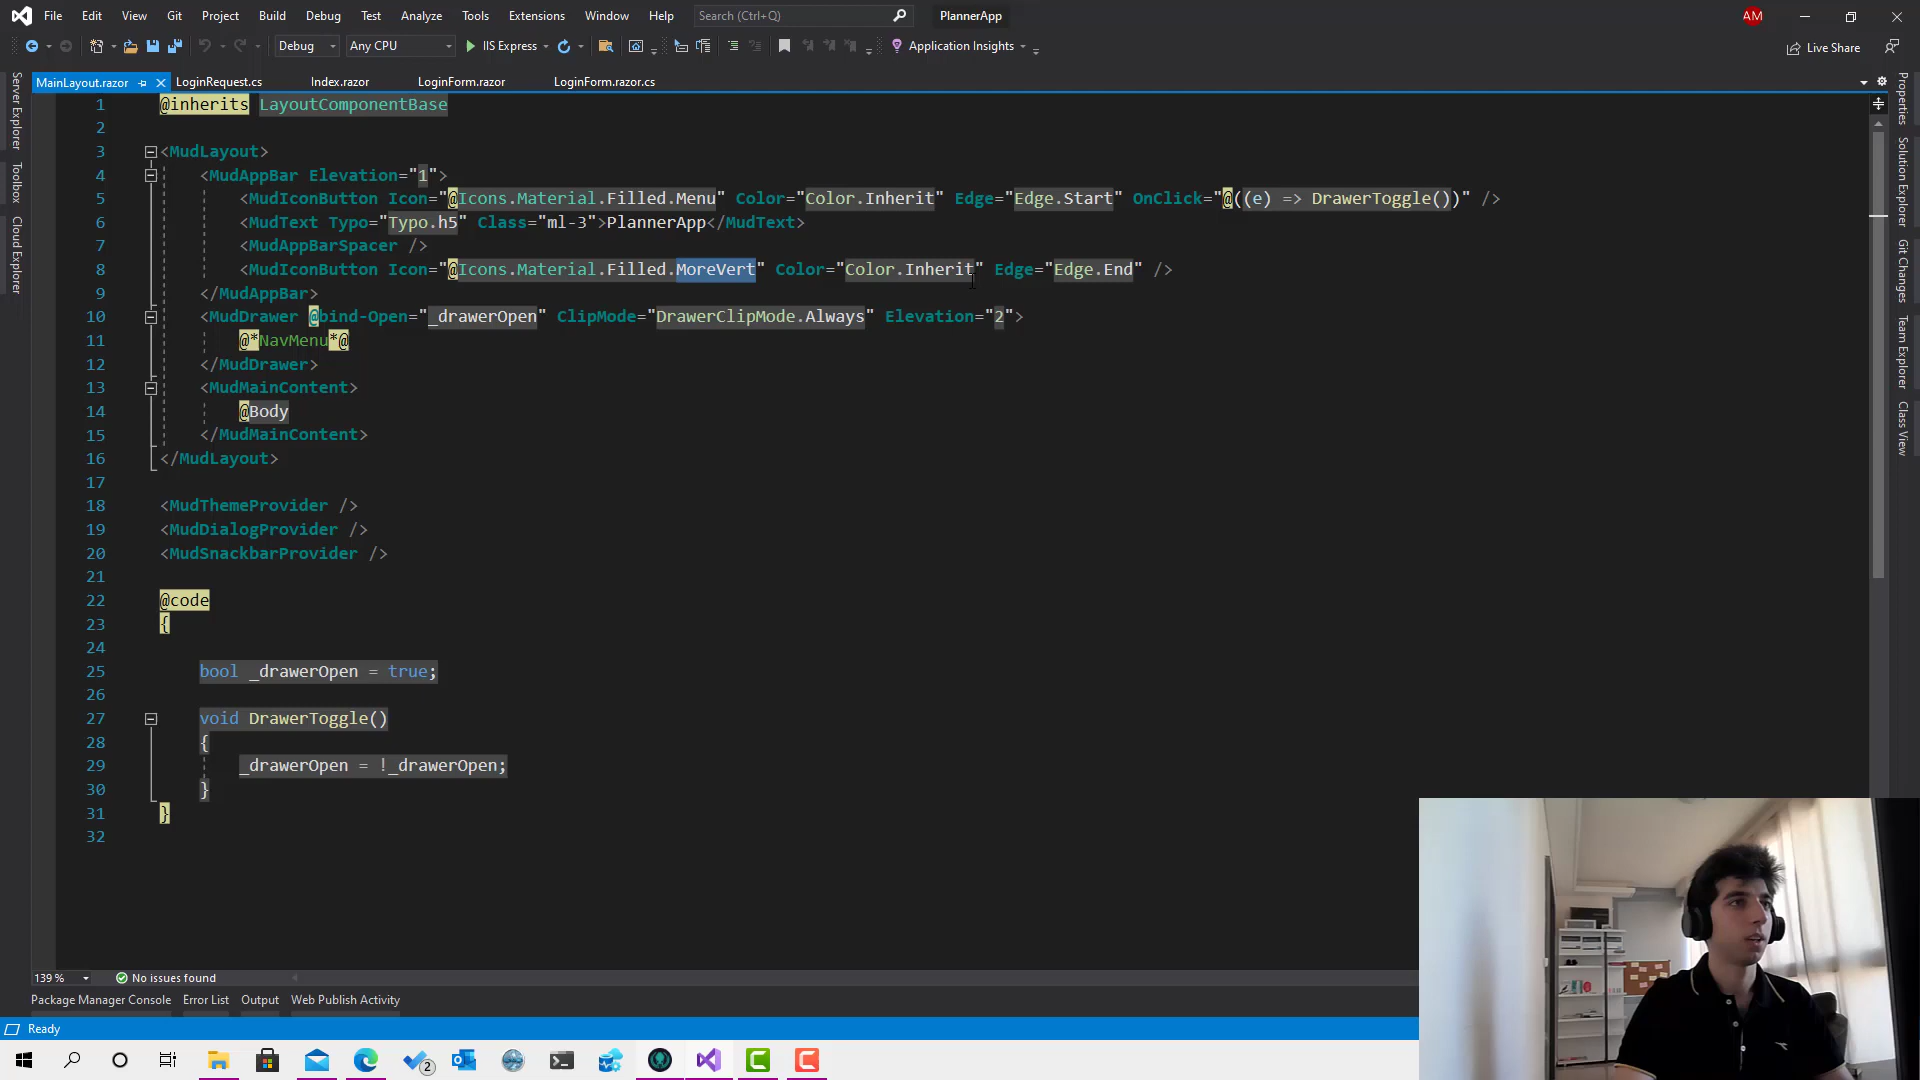 File Edit View Git Project Build Debug Test Analyze Tools Extensions Window Help Search (Ctrl+Q) PlannerApp AM
Debug Any CPU IIS Express Application Insights Live Share
MainLayout.razor LoginRequest.cs Index.razor LoginForm.razor LoginForm.razor.cs
Server Explorer
Toolbox
Cloud Explorer
1 @inherits LayoutComponentBase
2
3 <MudLayout>
4 <MudAppBar Elevation="1">
5 <MudIconButton Icon="@Icons.Material.Filled.Menu" Color="Color.Inherit" Edge="Edge.Start" OnClick="@((e) => DrawerToggle())" />
6 <MudText Typo="Typo.h5" Class="ml-3">PlannerApp</MudText>
7 <MudAppBarSpacer />
8 <MudIconButton Icon="@Icons.Material.Filled.MoreVert" Color="Color.Inherit" Edge="Edge.End" />
9 </MudAppBar>
10 <MudDrawer @bind-Open="_drawerOpen" ClipMode="DrawerClipMode.Always" Elevation="2">
11 @*NavMenu*@
12 </MudDrawer>
13 <MudMainContent>
14 @Body
15 </MudMainContent>
16 </MudLayout>
17
18 <MudThemeProvider />
19 <MudDialogProvider />
20 <MudSnackbarProvider />
21
22 @code
23 {
24
25 bool _drawerOpen = true;
26
27 void DrawerToggle()
28 {
29 _drawerOpen = !_drawerOpen;
30 }
31 }
32
Properties
Solution Explorer
Git Changes
Team Explorer
Class View
139 % No issues found
Package Manager Console Error List Output Web Publish Activity
Ready
2